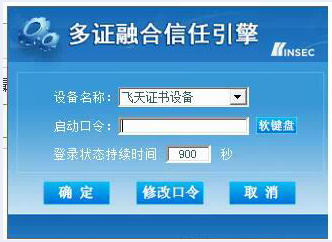 多证融合信任引擎
KINSEC
设备名称： 飞天证书设备
启动口令： 软键盘
登录状态持续时间 900 秒
确 定 修改口令 取 消